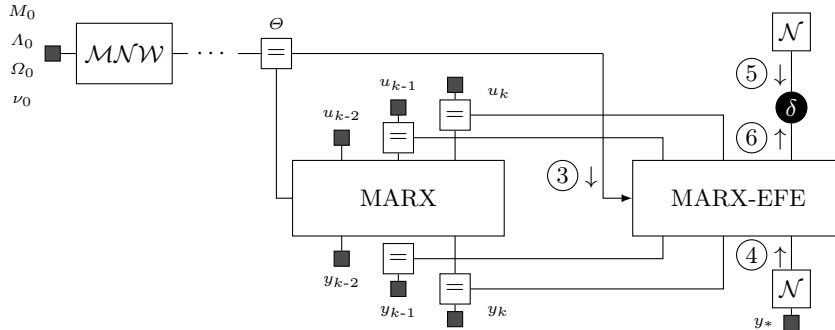 M₀
Λ₀
Ω₀
ν₀
𝓜𝓝𝓦
···
Θ
=
u_{k-2}
u_{k-1}
=
u_k
=
MARX
y_{k-2}
=
y_{k-1}
=
y_k
③ ↓
MARX-EFE
𝒩
⑤ ↓
δ
⑥ ↑
④ ↑
𝒩
y_*